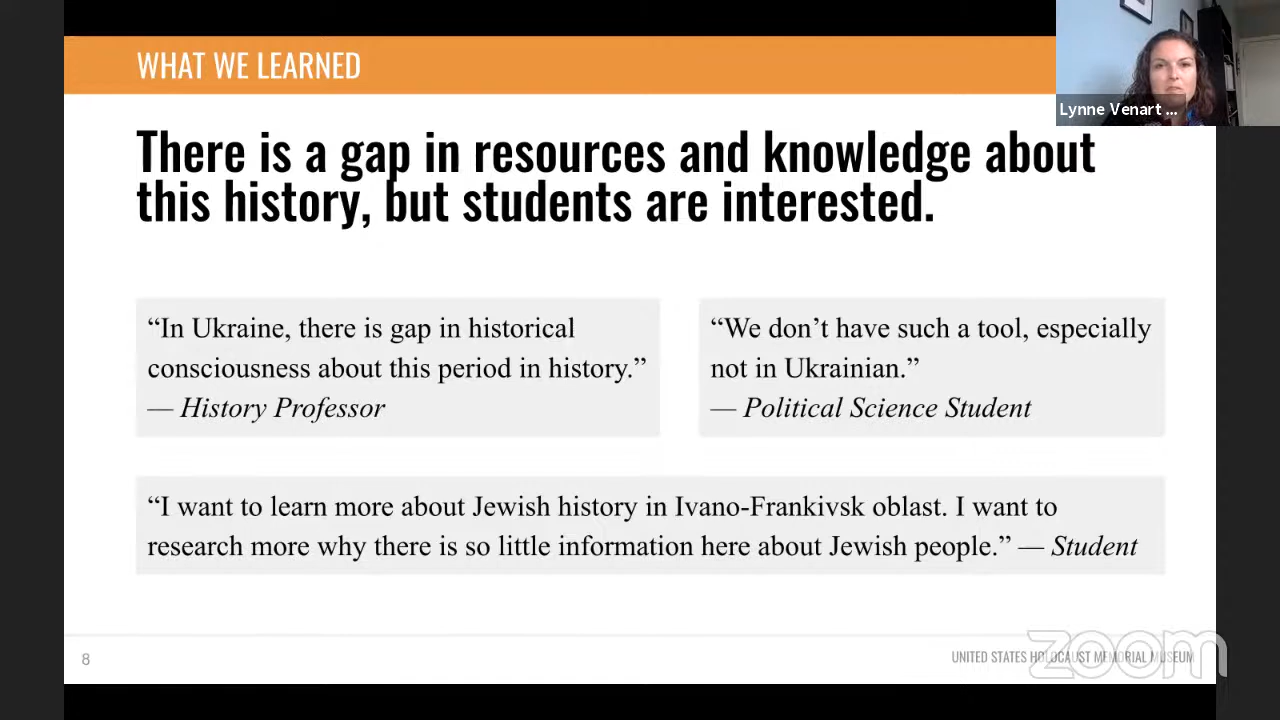 WHAT WE LEARNED
Lynne Venart ...
There is a gap in resources and knowledge about
this history, but students are interested.
“In Ukraine, there is gap in historical
consciousness about this period in history.”
— History Professor
“We don’t have such a tool, especially
not in Ukrainian.”
— Political Science Student
“I want to learn more about Jewish history in Ivano-Frankivsk oblast. I want to
research more why there is so little information here about Jewish people.” — Student
8
UNITED STATES HOLOCAUST MEMORIAL MUSEUM
zoom